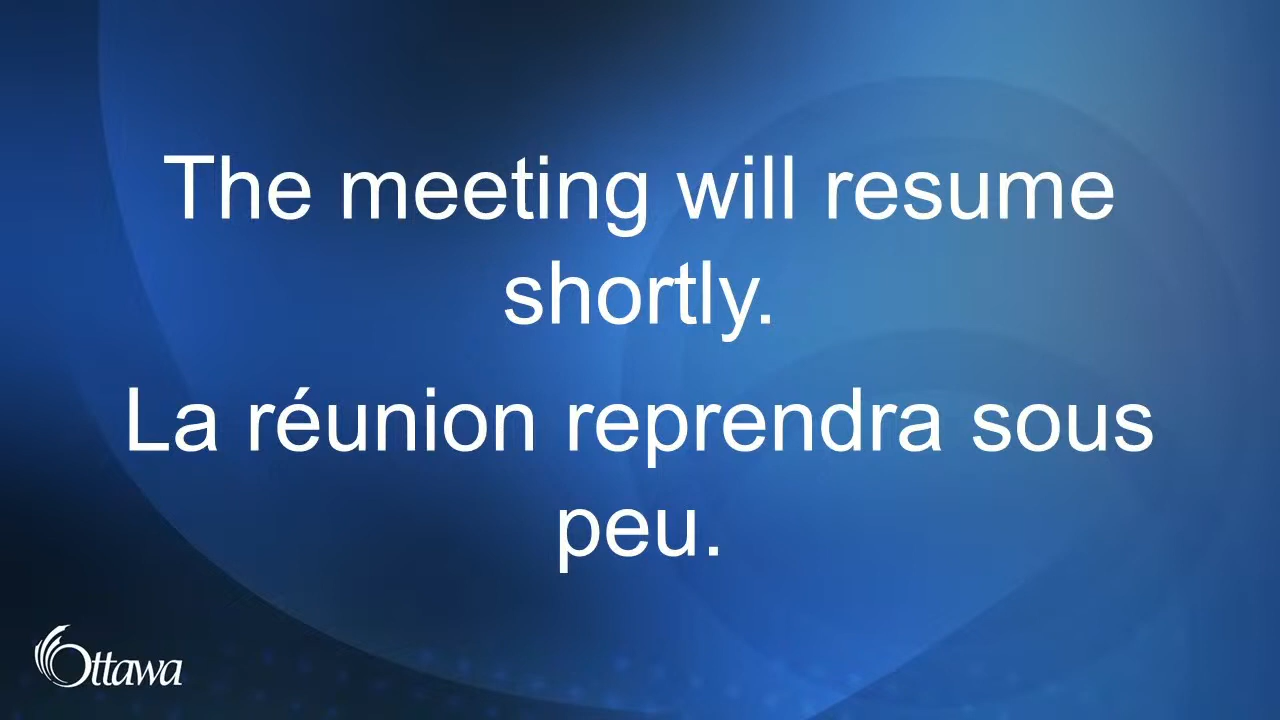 The meeting will resume
shortly.
La réunion reprendra sous
peu.
Ottawa